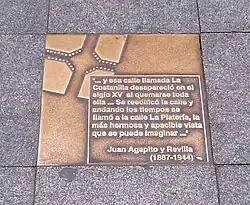 "... y esa calle llamada La
Costanilla desapareció en el
siglo XV al quemarse toda
ella ... Se reedificó la calle y
andando los tiempos se
llamó a la calle La Platería, la
más hermosa y apacible vista
que se puede imaginar ..."
Juan Agapito y Revilla
(1867-1944)